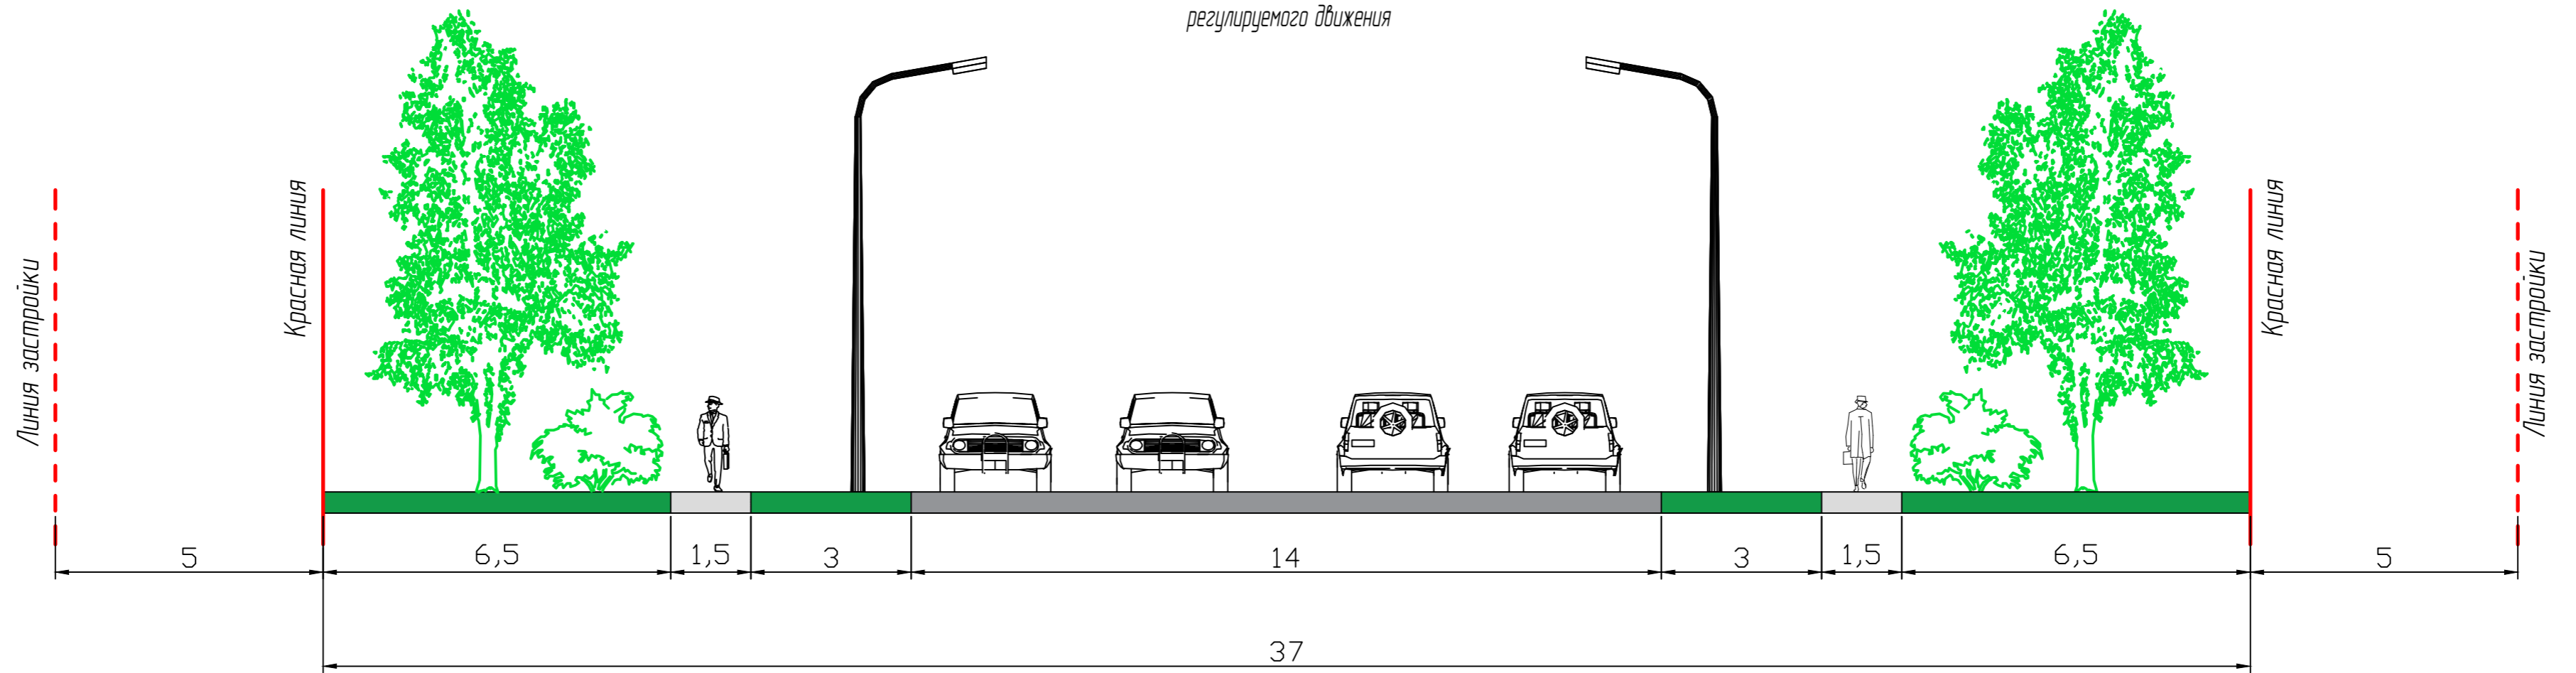 регулируемого движения
Линия застройки
Красная линия
Красная линия
Линия застройки
5
6,5
1,5
3
14
3
1,5
6,5
5
37